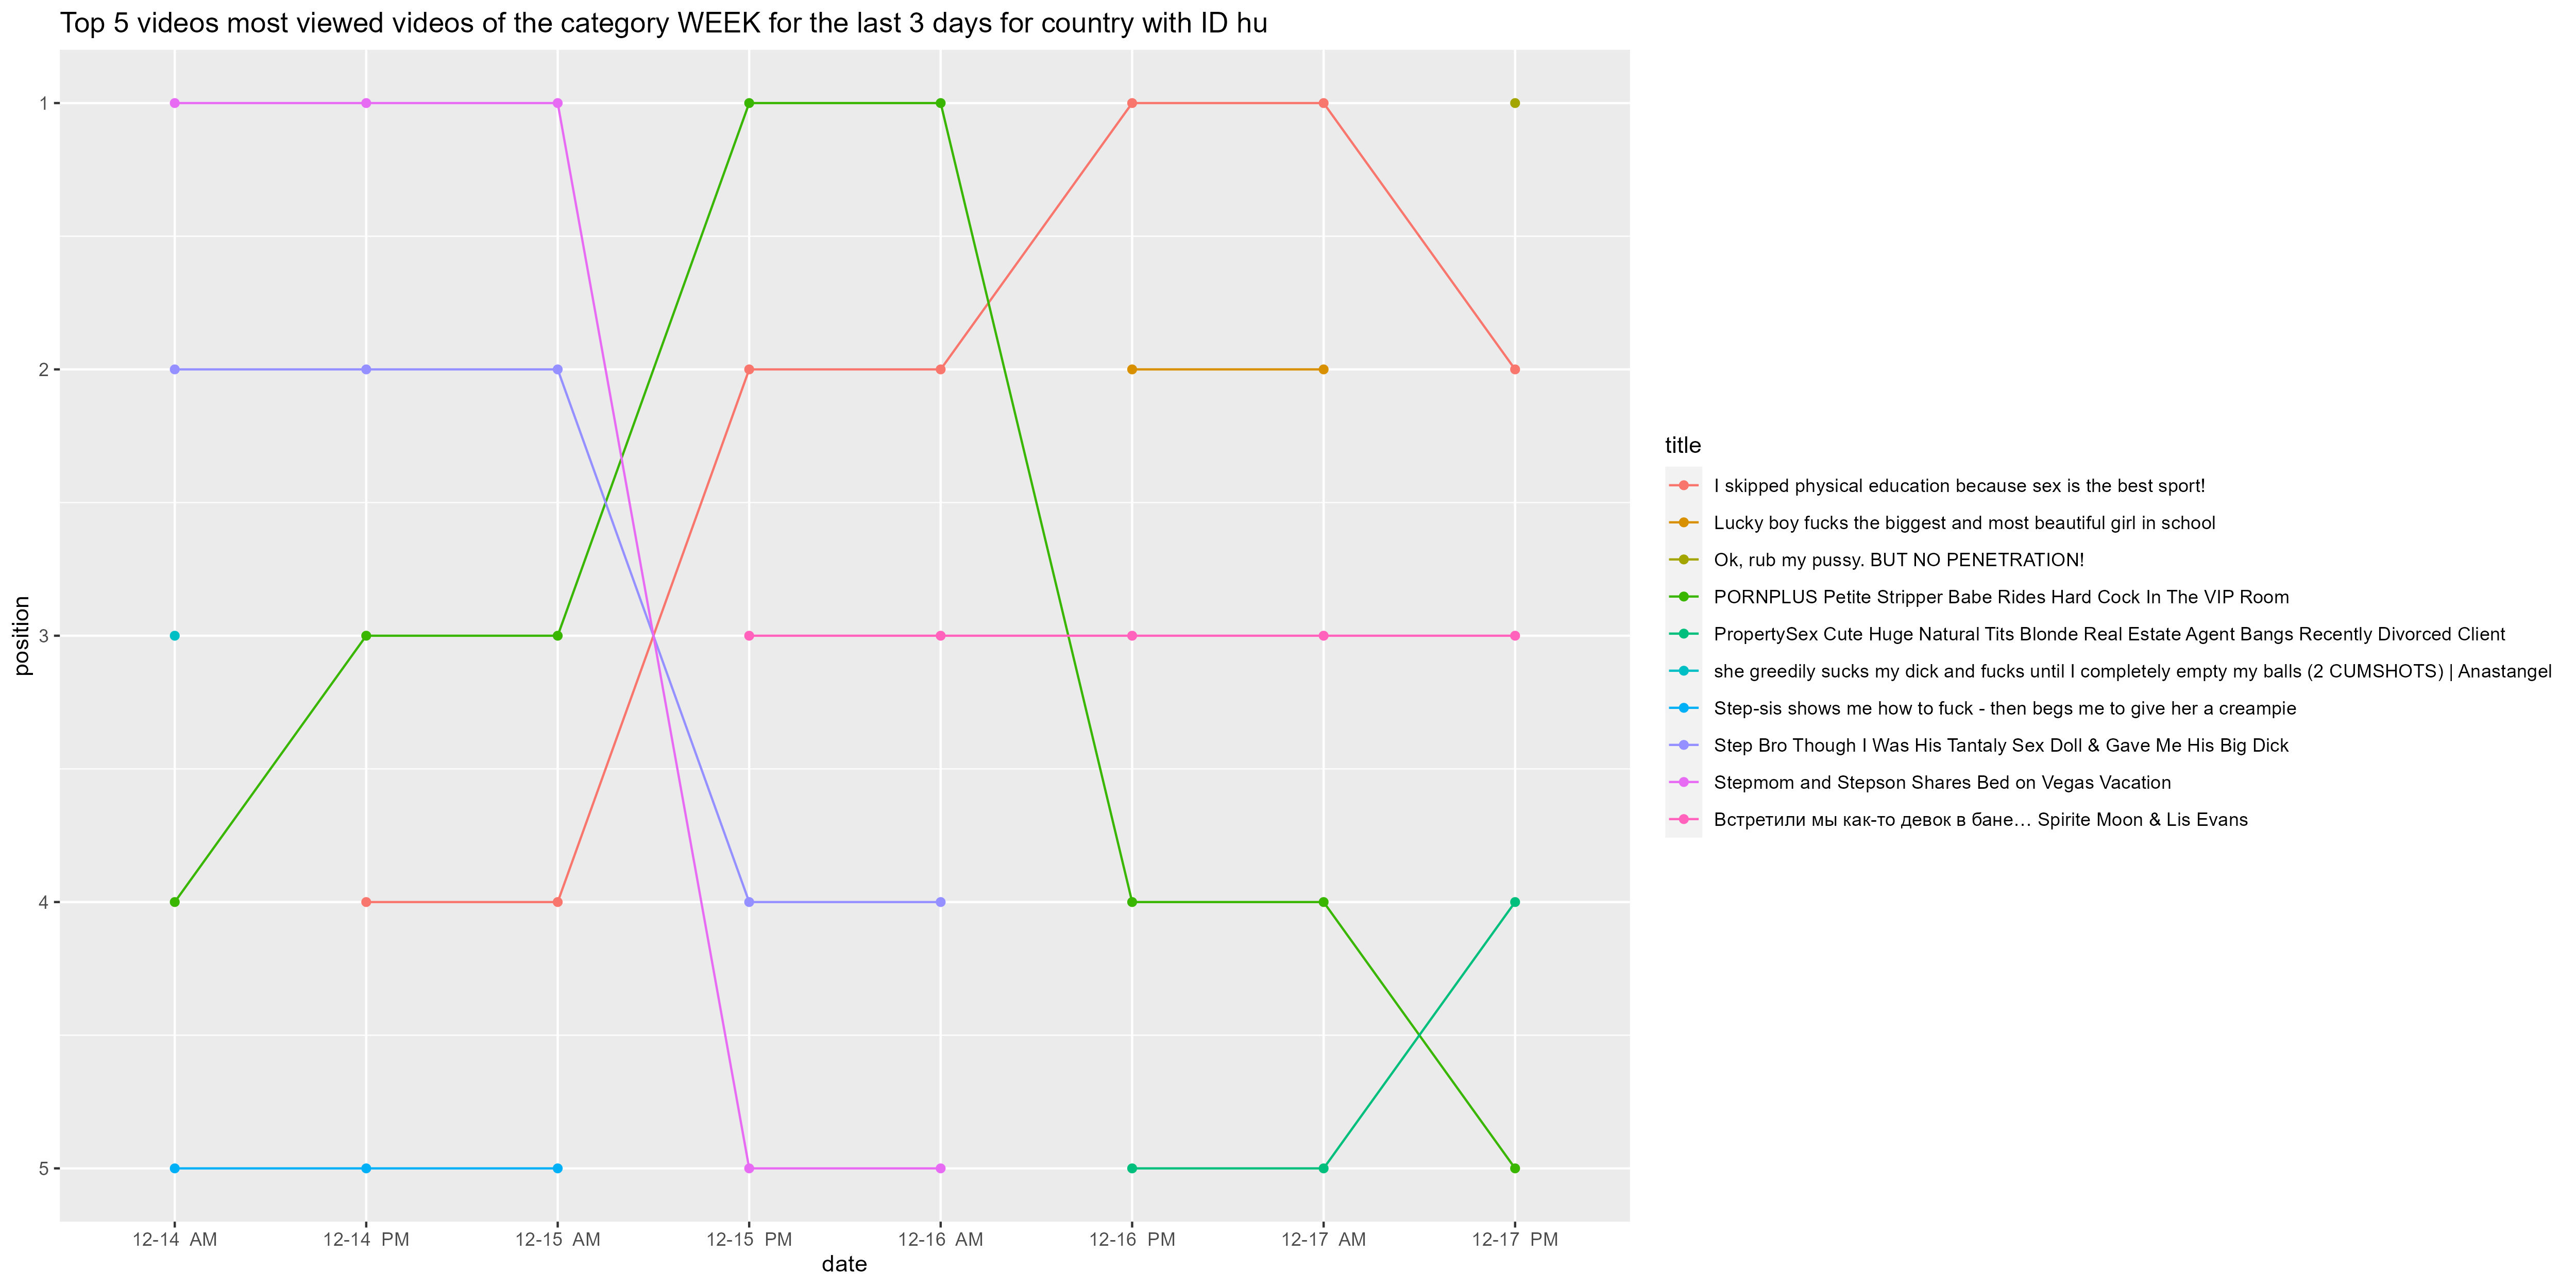 Top 5 videos most viewed videos of the category WEEK for the last 3 days for country with ID hu
position
1
2
3
4
5
12-14 AM
12-14 PM
12-15 AM
12-15 PM
12-16 AM
12-16 PM
12-17 AM
12-17 PM
date
title
I skipped physical education because sex is the best sport!
Lucky boy fucks the biggest and most beautiful girl in school
Ok, rub my pussy. BUT NO PENETRATION!
PORNPLUS Petite Stripper Babe Rides Hard Cock In The VIP Room
PropertySex Cute Huge Natural Tits Blonde Real Estate Agent Bangs Recently Divorced Client
she greedily sucks my dick and fucks until I completely empty my balls (2 CUMSHOTS) | Anastangel
Step-sis shows me how to fuck - then begs me to give her a creampie
Step Bro Though I Was His Tantaly Sex Doll & Gave Me His Big Dick
Stepmom and Stepson Shares Bed on Vegas Vacation
Встретили мы как-то девок в бане… Spirite Moon & Lis Evans